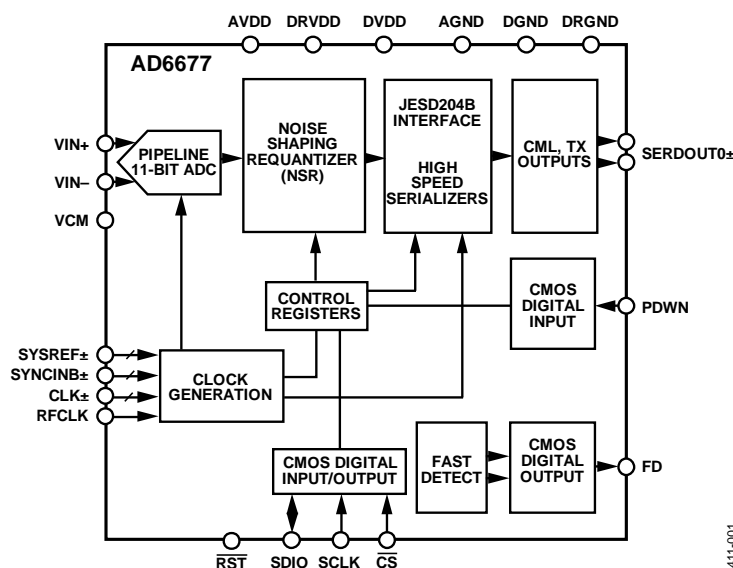 AVDD DRVDD DVDD AGND DGND DRGND
AD6677
VIN+
VIN–
VCM
PIPELINE
11-BIT ADC
NOISE
SHAPING
REQUANTIZER
(NSR)
JESD204B
INTERFACE
HIGH
SPEED
SERIALIZERS
CML, TX
OUTPUTS
SERDOUT0±
CONTROL
REGISTERS
CMOS
DIGITAL
INPUT
PDWN
SYSREF±
SYNCINB±
CLK±
RFCLK
CLOCK
GENERATION
CMOS DIGITAL
INPUT/OUTPUT
FAST
DETECT
CMOS
DIGITAL
OUTPUT
FD
RST SDIO SCLK CS
411-001